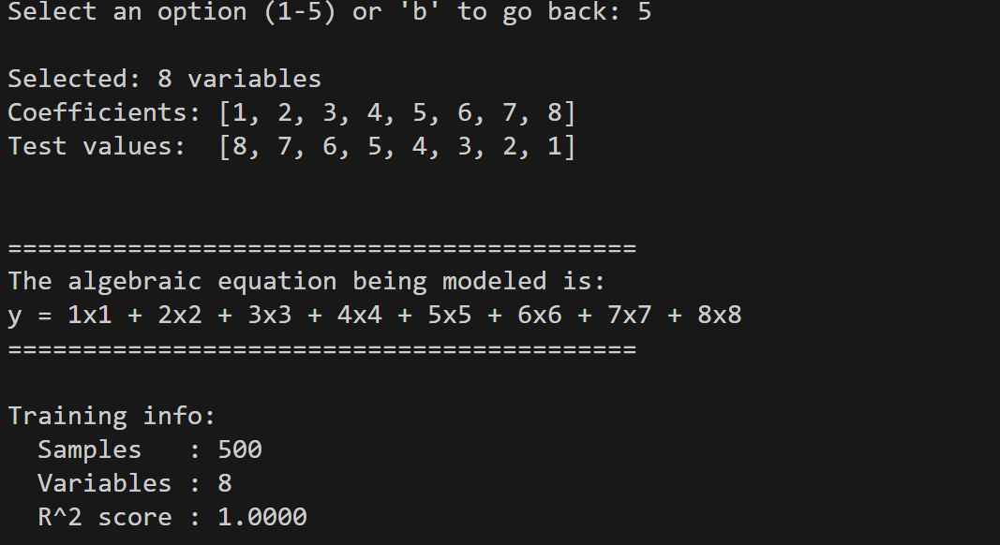 Select an option (1-5) or 'b' to go back: 5
Selected: 8 variables
Coefficients: [1, 2, 3, 4, 5, 6, 7, 8]
Test values:  [8, 7, 6, 5, 4, 3, 2, 1]
==========================================
The algebraic equation being modeled is:
y = 1x1 + 2x2 + 3x3 + 4x4 + 5x5 + 6x6 + 7x7 + 8x8
==========================================
Training info:
  Samples   : 500
  Variables : 8
  R^2 score : 1.0000